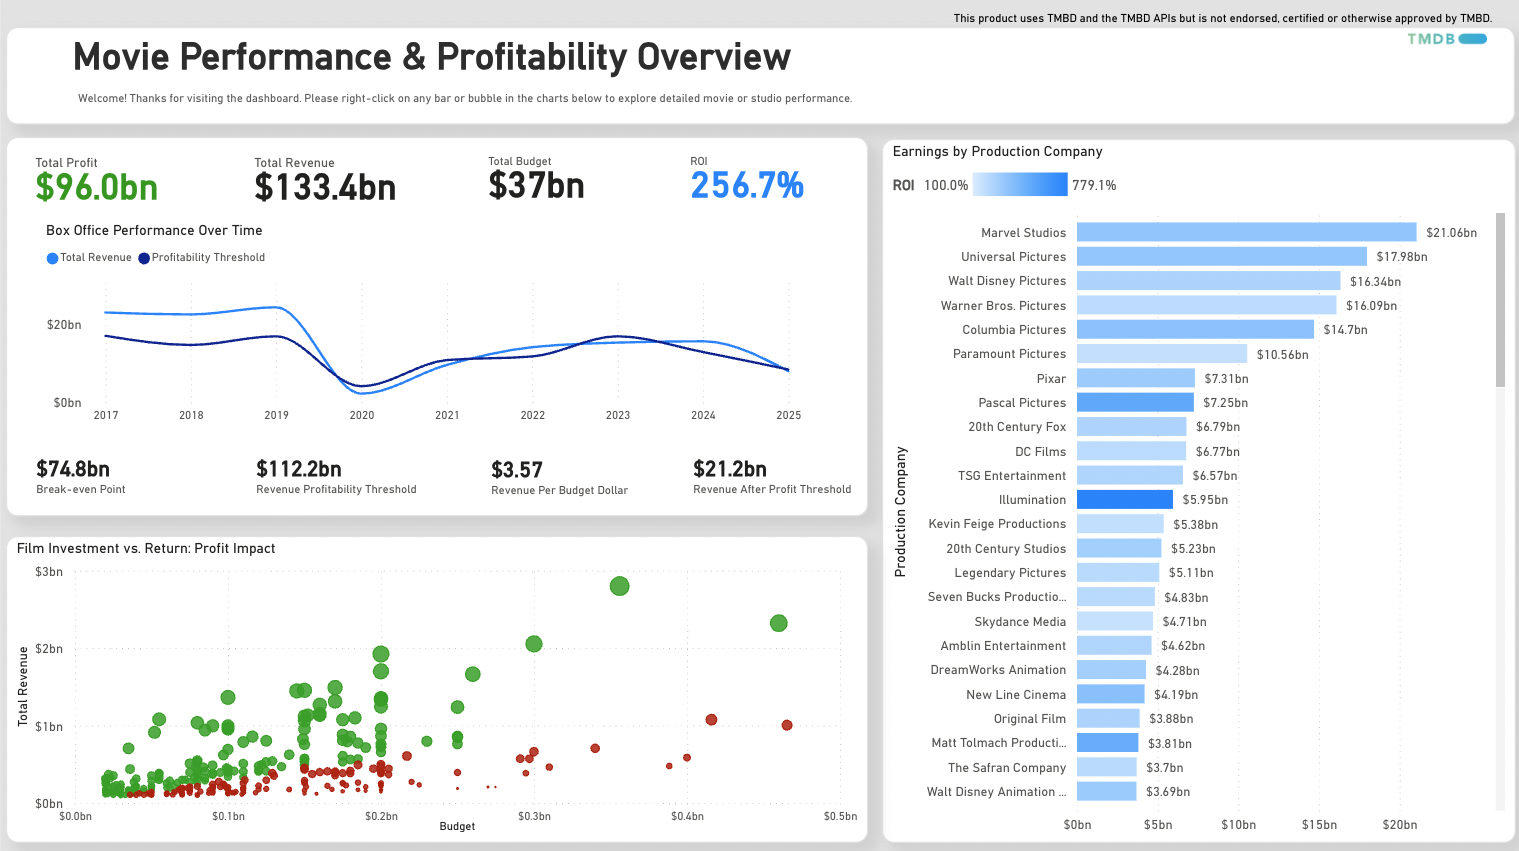 This product uses TMBD and the TMBD APIs but is not endorsed, certified or otherwise approved by TMBD.
TMDB
Movie Performance & Profitability Overview
Welcome! Thanks for visiting the dashboard. Please right-click on any bar or bubble in the charts below to explore detailed movie or studio performance.
Total Profit
$96.0bn
Total Revenue
$133.4bn
Total Budget
$37bn
ROI
256.7%
Box Office Performance Over Time
Total Revenue
Profitability Threshold
$20bn
$0bn
2017 2018 2019 2020 2021 2022 2023 2024 2025
$74.8bn
Break-even Point
$112.2bn
Revenue Profitability Threshold
$3.57
Revenue Per Budget Dollar
$21.2bn
Revenue After Profit Threshold
Film Investment vs. Return: Profit Impact
Total Revenue
$3bn
$2bn
$1bn
$0bn
$0.0bn $0.1bn $0.2bn $0.3bn $0.4bn $0.5bn
Budget
Earnings by Production Company
ROI 100.0% 779.1%
Production Company
Marvel Studios $21.06bn
Universal Pictures $17.98bn
Walt Disney Pictures $16.34bn
Warner Bros. Pictures $16.09bn
Columbia Pictures $14.7bn
Paramount Pictures $10.56bn
Pixar $7.31bn
Pascal Pictures $7.25bn
20th Century Fox $6.79bn
DC Films $6.77bn
TSG Entertainment $6.57bn
Illumination $5.95bn
Kevin Feige Productions $5.38bn
20th Century Studios $5.23bn
Legendary Pictures $5.11bn
Seven Bucks Productio... $4.83bn
Skydance Media $4.71bn
Amblin Entertainment $4.62bn
DreamWorks Animation $4.28bn
New Line Cinema $4.19bn
Original Film $3.88bn
Matt Tolmach Producti... $3.81bn
The Safran Company $3.7bn
Walt Disney Animation ... $3.69bn
$0bn $5bn $10bn $15bn $20bn